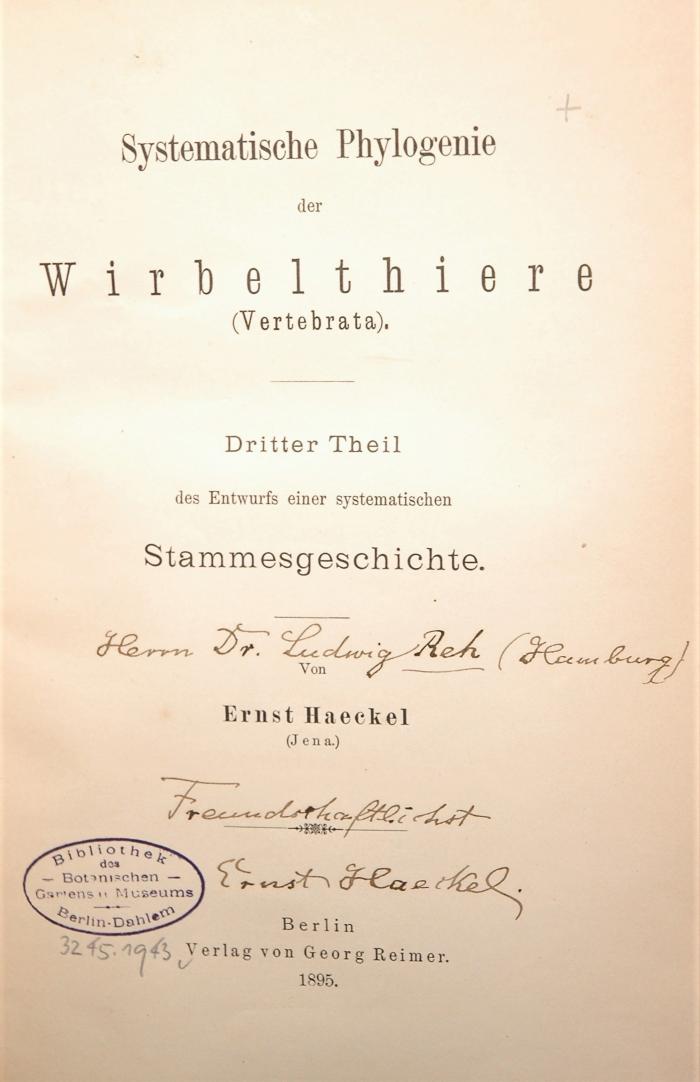 Systematische Phylogenie
der
Wirbelthiere
(Vertebrata).
Dritter Theil
des Entwurfs einer systematischen
Stammesgeschichte.
Herrn Dr. Ludwig Reh (Hamburg)
Von
Ernst Haeckel
(Jena.)
Freundschaftlichst
Ernst Haeckel.
Bibliothek
des
— Botanischen —
Gartens u Museums
Berlin-Dahlem
Berlin
3245.1943
Verlag von Georg Reimer.
1895.